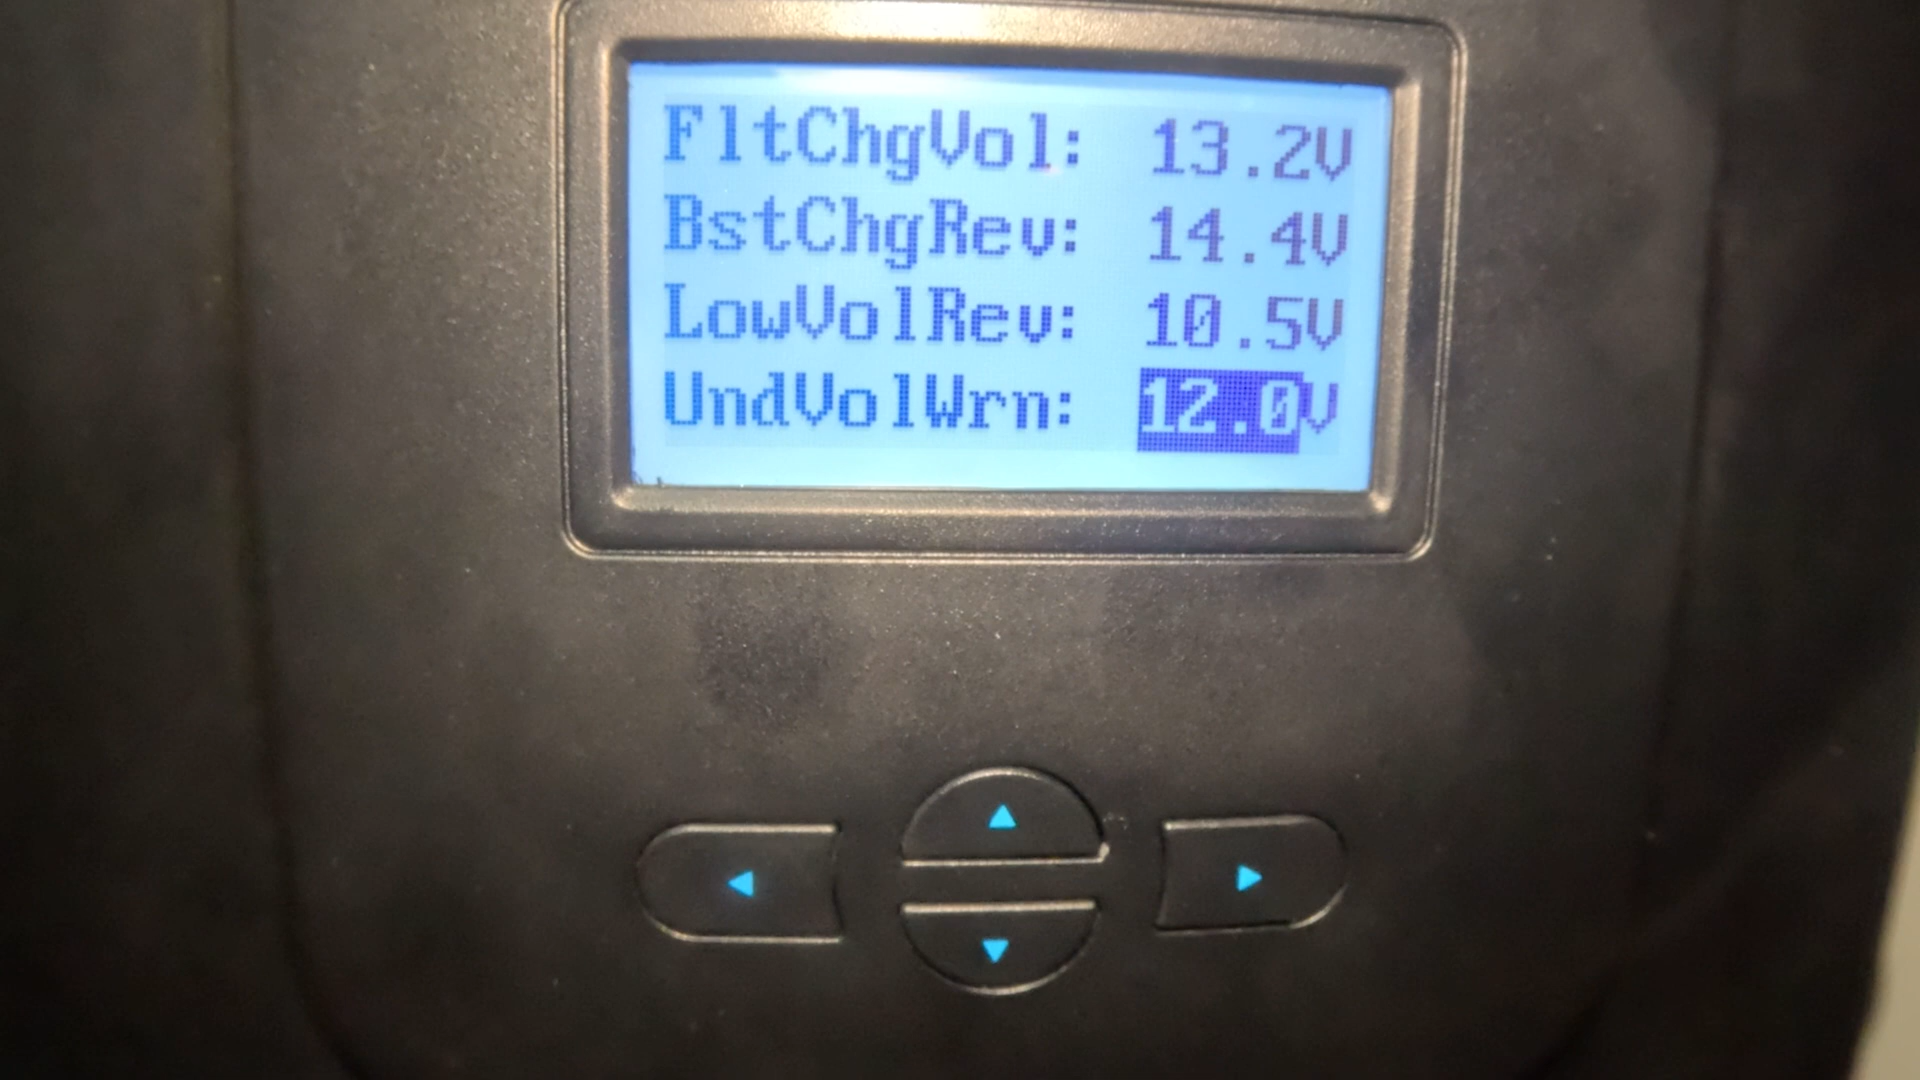 FltChgVol: 13.2V
BstChgRev: 14.4V
LowVolRev: 10.5V
UndVolWrn: 12.0V